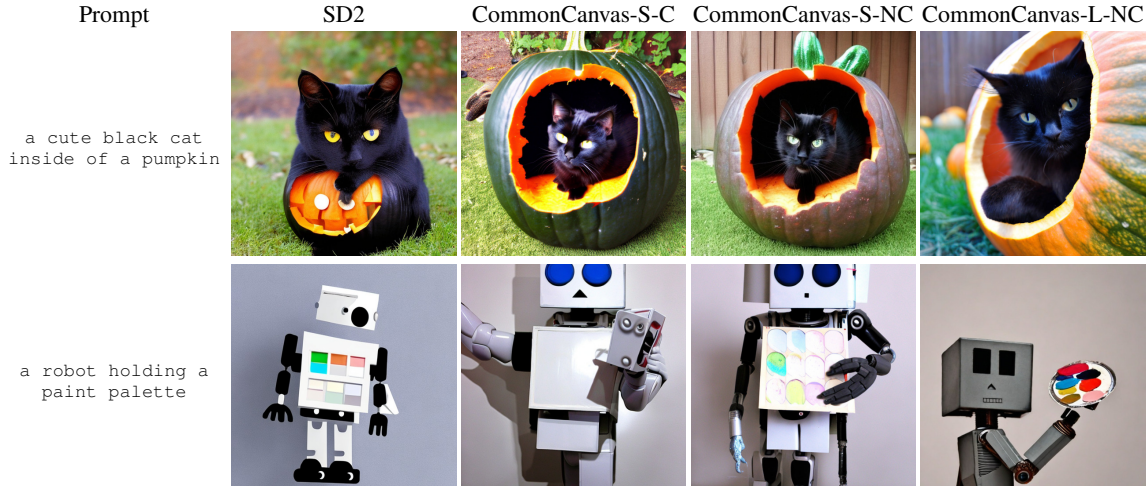 Prompt SD2 CommonCanvas-S-C CommonCanvas-S-NC CommonCanvas-L-NC
a cute black cat
inside of a pumpkin
a robot holding a
paint palette